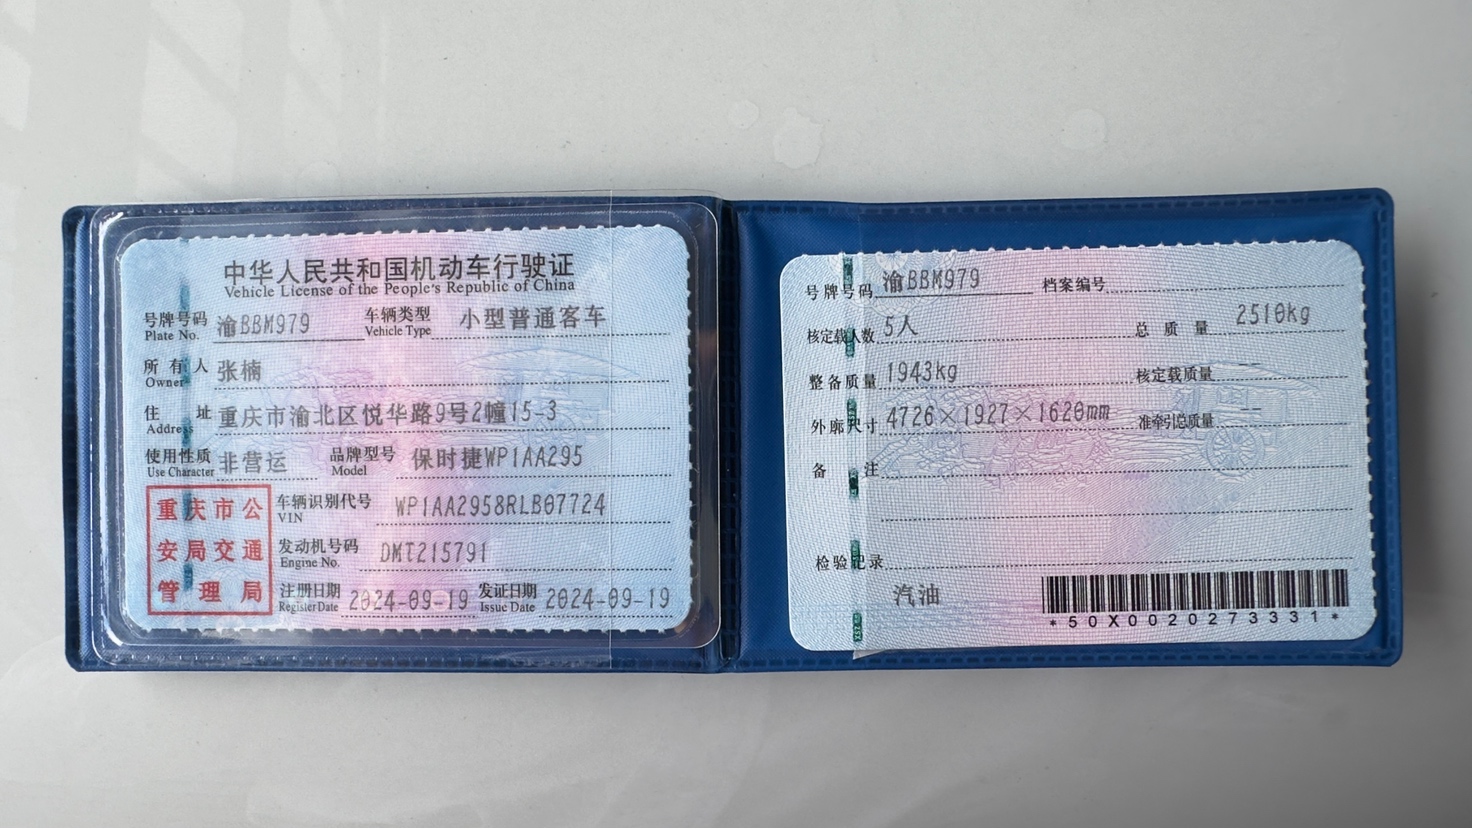 中华人民共和国机动车行驶证
Vehicle License of the People's Republic of China
号牌号码 渝BBM979 车辆类型 小型普通客车
Plate No. Vehicle Type
所有人 张楠
Owner
住址 重庆市渝北区悦华路9号2幢15-3
Address
使用性质 非营运 品牌型号 保时捷WP1AA295
Use Character Model
重庆市公安局交通管理局
车辆识别代号 WP1AA2958RLB07724
VIN
发动机号码 DMT215791
Engine No.
注册日期 2024-09-19 发证日期 2024-09-19
Register Date Issue Date
号牌号码 渝BBM979 档案编号
核定载人数 5人 总质量 2510kg
整备质量 1943kg 核定载质量 --
外廓尺寸 4726×1927×1620mm 准牵引总质量 --
备注
检验记录
汽油
*50X0020273331*